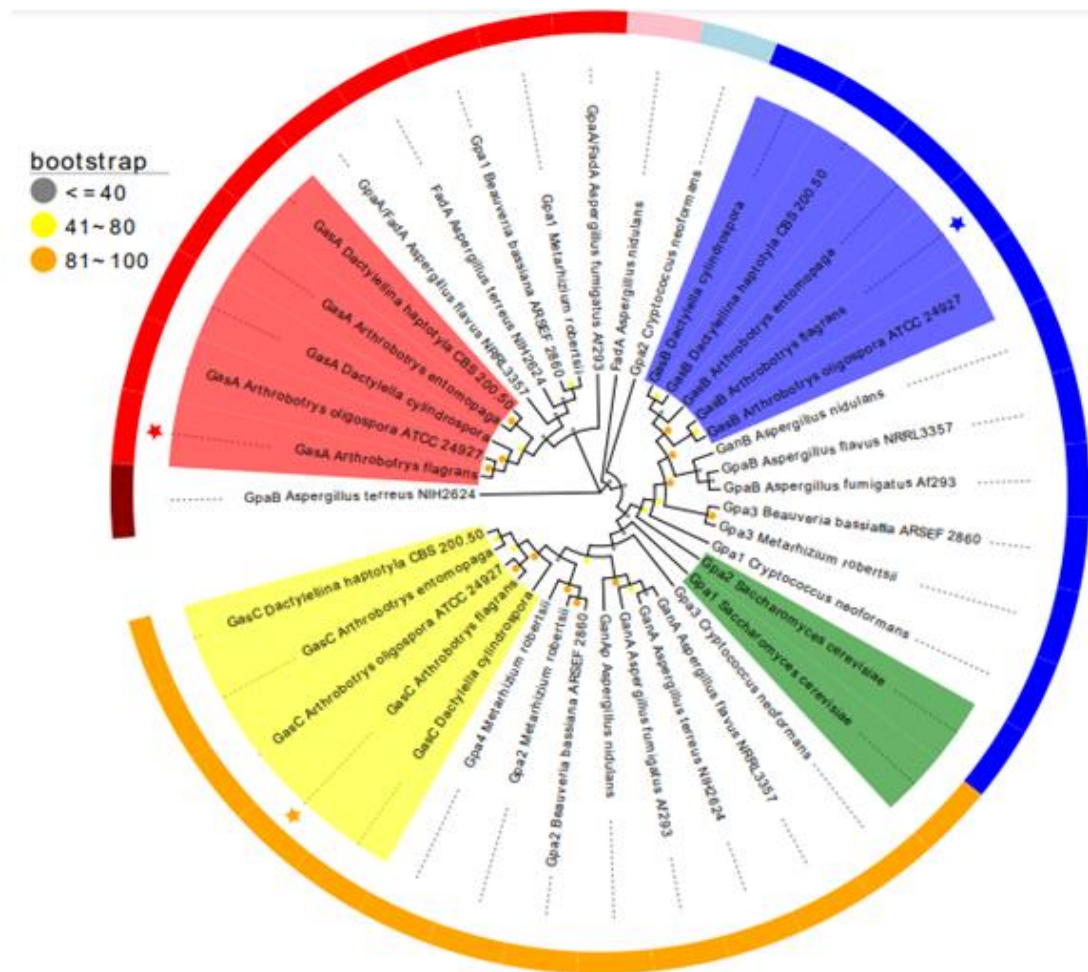 bootstrap
<=40
41~80
81~100
GpaB Aspergillus terreus NIH2624
GasA Arthrobotrys flagrans
GasA Arthrobotrys oligospora ATCC 24927
GasA Dactylella cylindrospora
GasA Arthrobotrys entomopaga
GasA Dactylellina haptotyla CBS 200.50
GpaA/FadA Aspergillus flavus NRRL3357
FadA Aspergillus terreus NIH2624
Gpa1 Beauveria bassiana ARSEF 2860
Gpa1 Metarhizium robertsii
GpaA/FadA Aspergillus fumigatus Af293
FadA Aspergillus nidulans
Gpa2 Cryptococcus neoformans
GasB Dactylella cylindrospora
GasB Dactylellina haptotyla CBS 200.50
GasB Arthrobotrys entomopaga
GasB Arthrobotrys flagrans
GasB Arthrobotrys oligospora ATCC 24927
GanB Aspergillus nidulans
GpaB Aspergillus flavus NRRL3357
GpaB Aspergillus fumigatus Af293
Gpa3 Beauveria bassiana ARSEF 2860
Gpa3 Metarhizium robertsii
Gpa1 Cryptococcus neoformans
Gpa2 Saccharomyces cerevisiae
Gpa1 Saccharomyces cerevisiae
Gpa3 Cryptococcus neoformans
GanA Aspergillus flavus NRRL3357
GanA Aspergillus terreus NIH2624
GanA Aspergillus fumigatus Af293
GanAp Aspergillus nidulans
Gpa2 Beauveria bassiana ARSEF 2860
Gpa2 Metarhizium robertsii
Gpa4 Metarhizium robertsii
GasC Dactylella cylindrospora
GasC Arthrobotrys flagrans
GasC Arthrobotrys oligospora ATCC 24927
GasC Arthrobotrys entomopaga
GasC Dactylellina haptotyla CBS 200.50